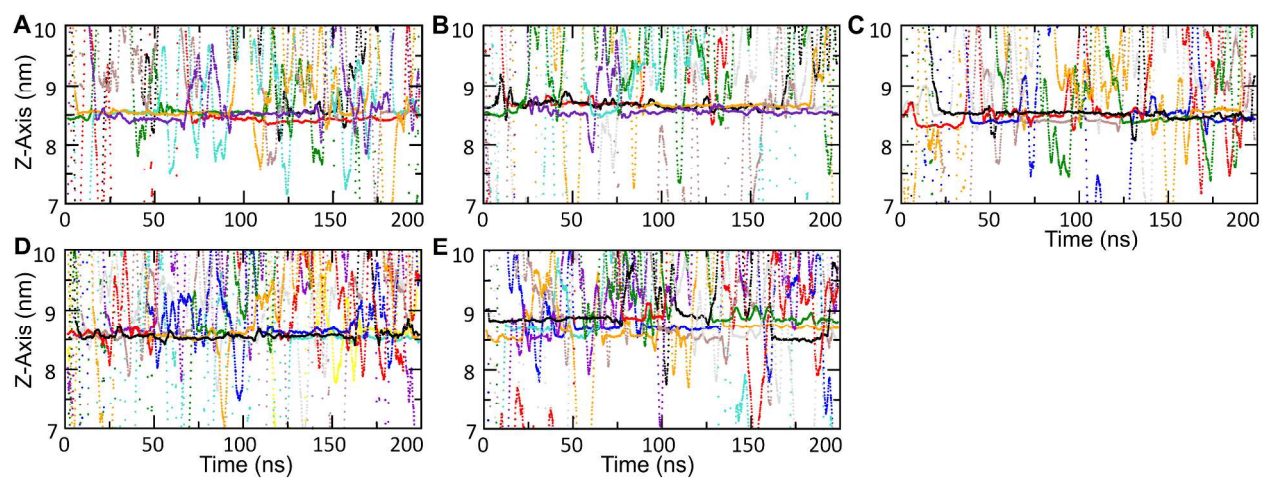 A B C
10 10 10
9 9 9
8 8 8
7 7 7
Z-Axis (nm)
0 50 100 150 200 0 50 100 150 200 0 50 100 150 200
Time (ns)
D E
10 10
9 9
8 8
7 7
Z-Axis (nm)
0 50 100 150 200 0 50 100 150 200
Time (ns) Time (ns)